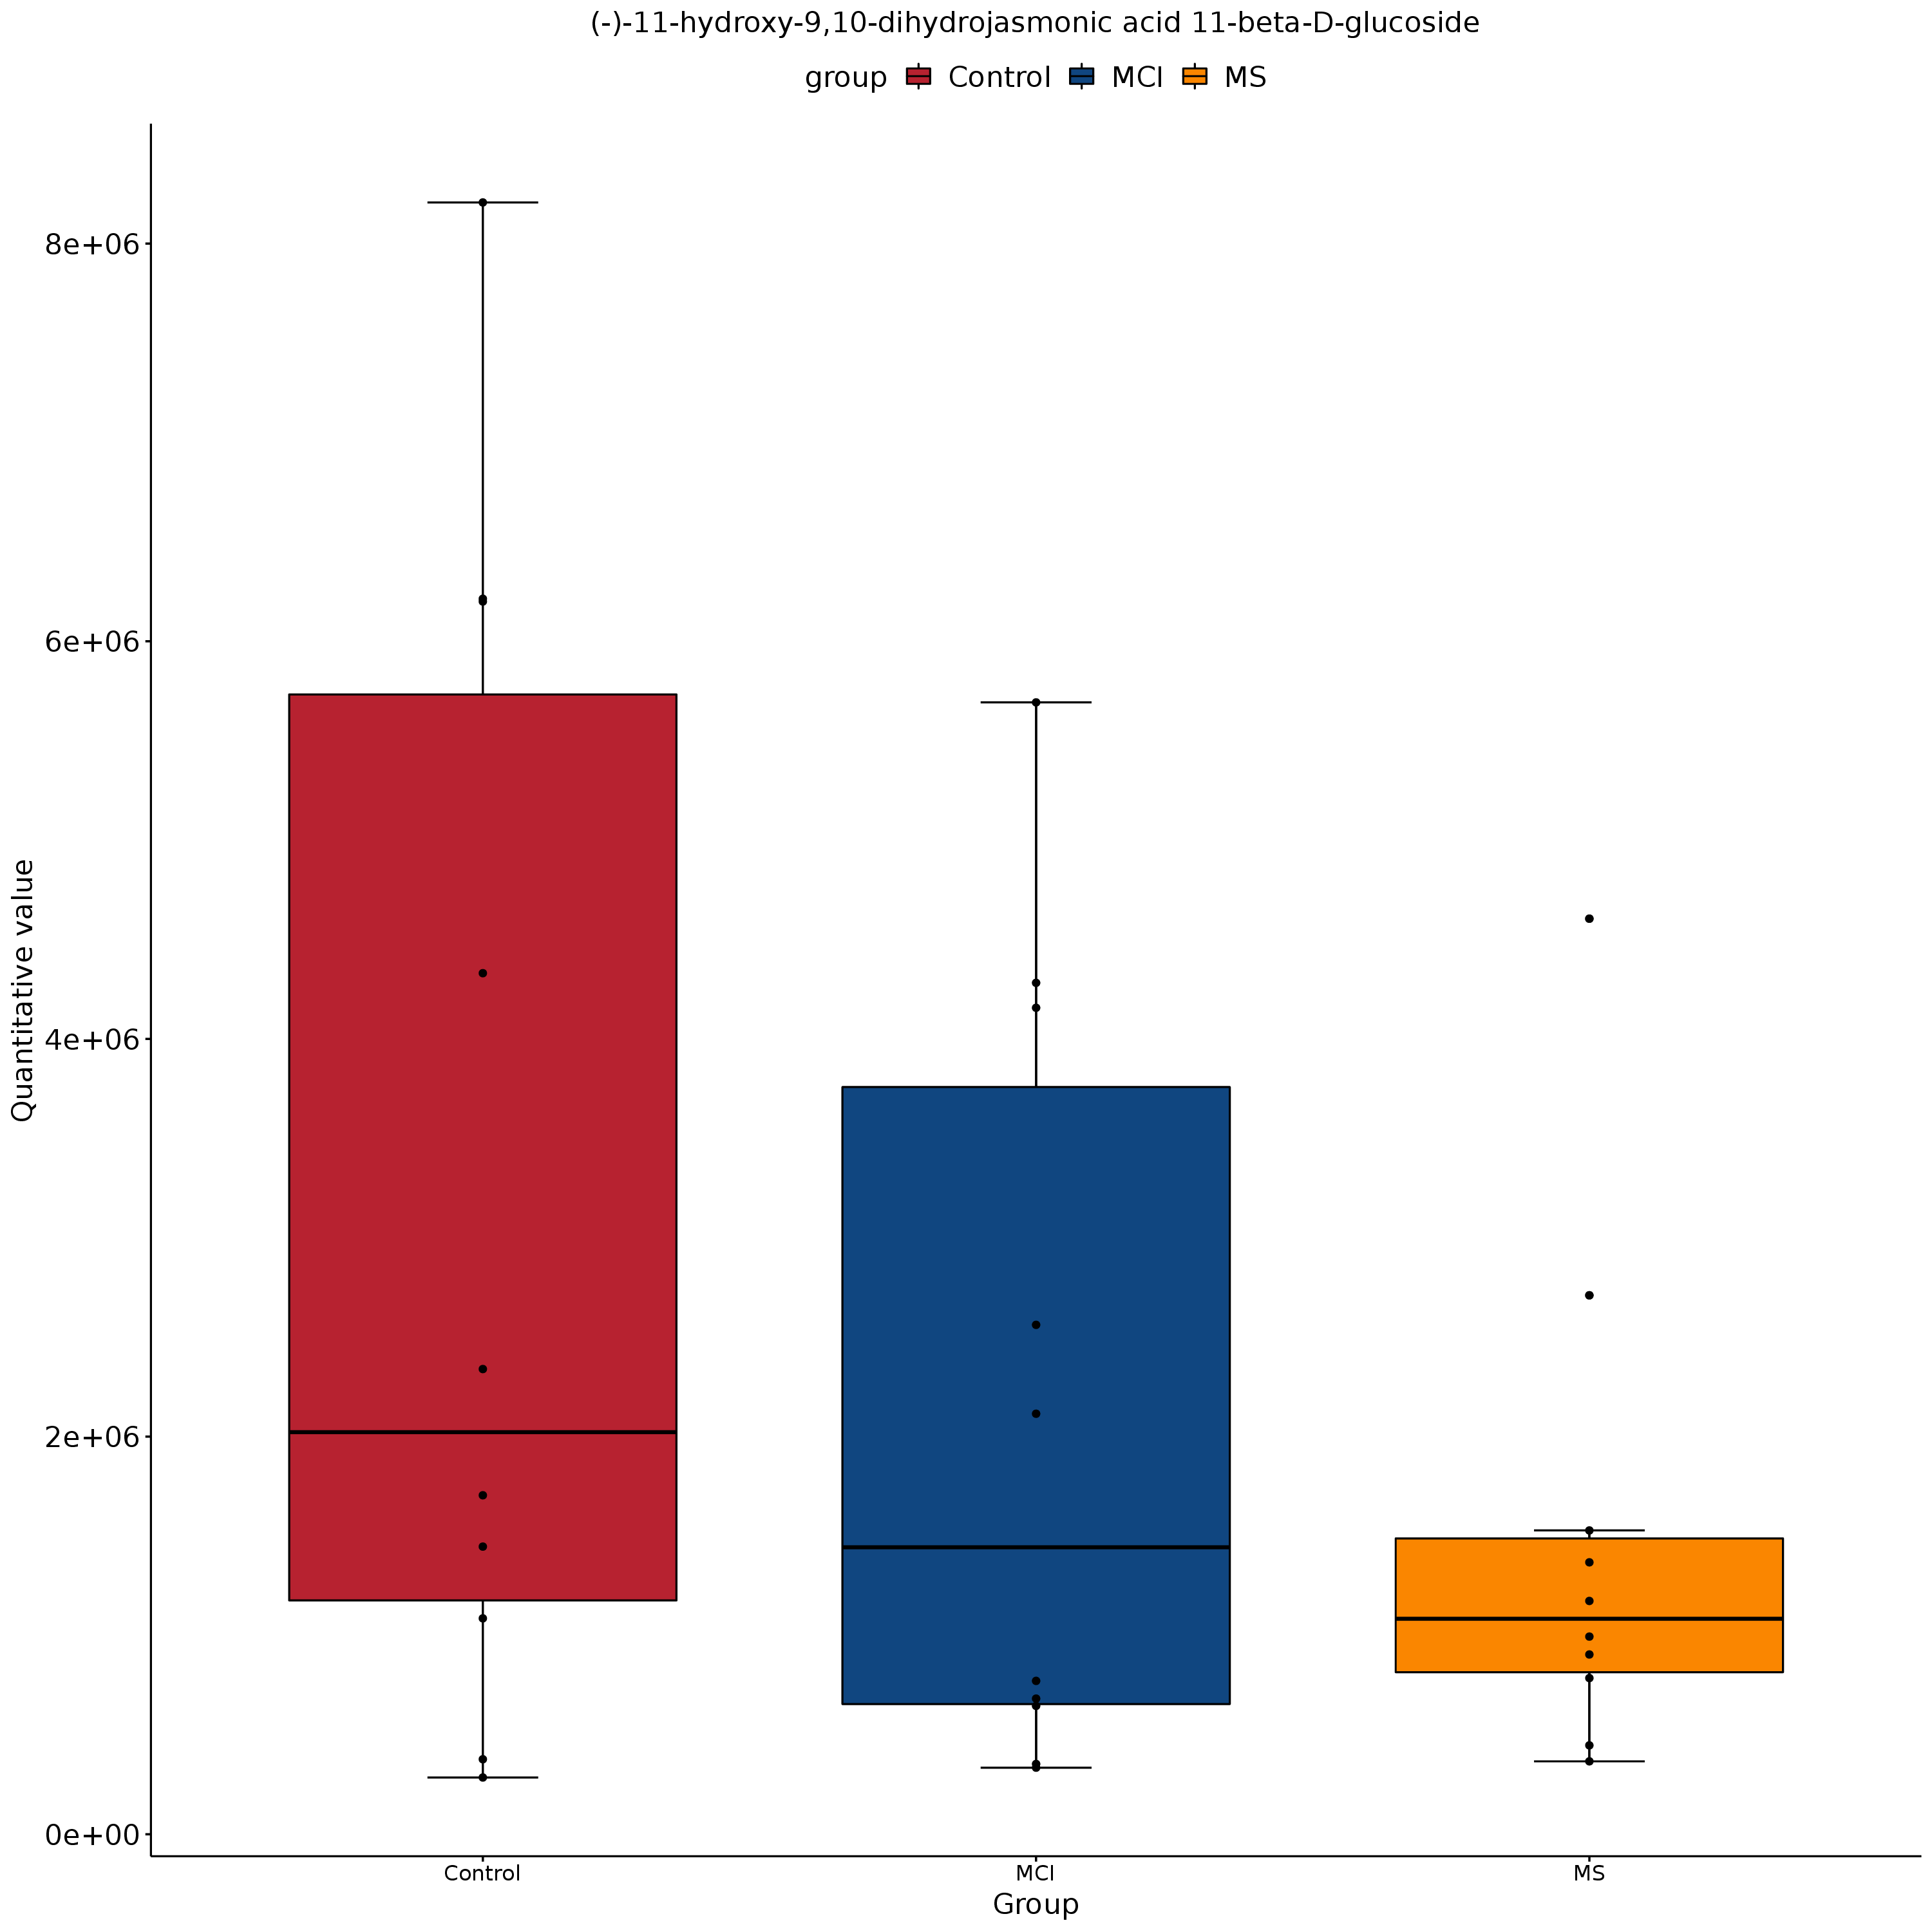 (-)-11-hydroxy-9,10-dihydrojasmonic acid 11-beta-D-glucoside
group Control MCI MS
8e+06
6e+06
4e+06
2e+06
0e+00
Quantitative value
Control MCI MS
Group